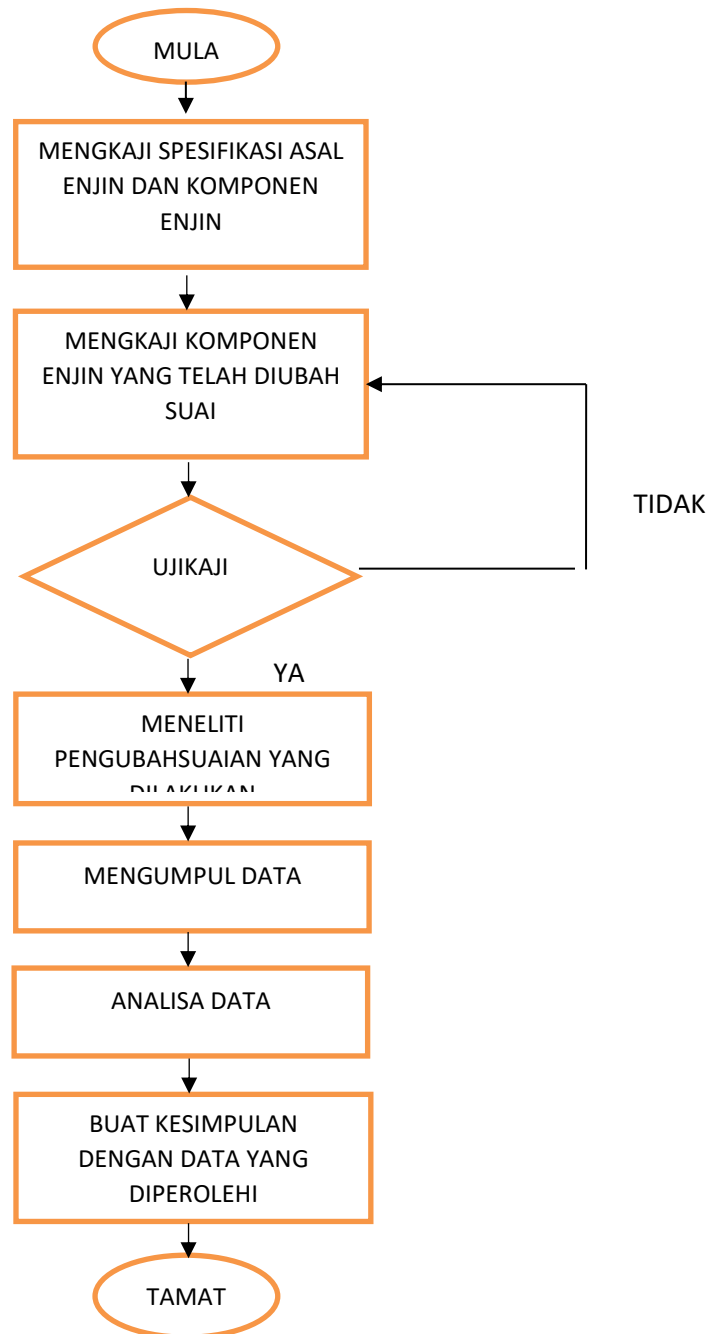 MULA
MENGKAJI SPESIFIKASI ASAL
ENJIN DAN KOMPONEN
ENJIN
MENGKAJI KOMPONEN
ENJIN YANG TELAH DIUBAH
SUAI
TIDAK
UJIKAJI
YA
MENELITI
PENGUBAHSUAIAN YANG
DILAKUKAN
MENGUMPUL DATA
ANALISA DATA
BUAT KESIMPULAN
DENGAN DATA YANG
DIPEROLEHI
TAMAT